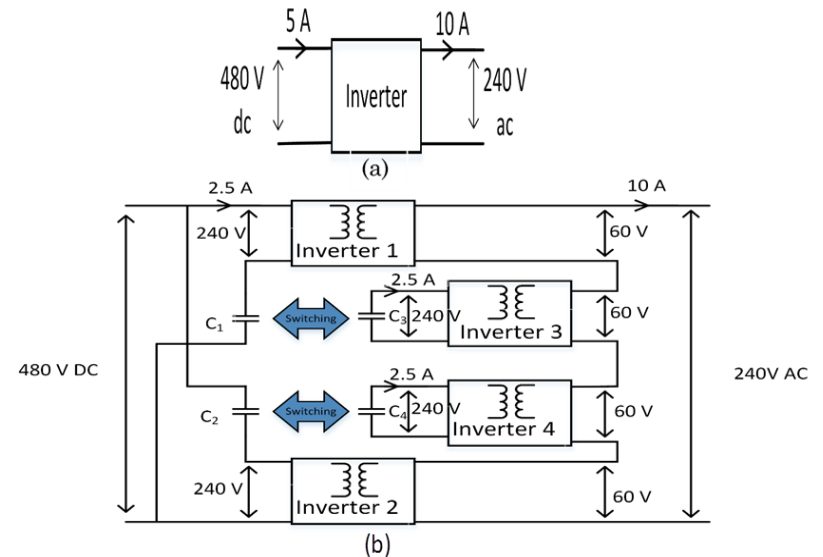 5 A 10 A
480 V Inverter 240 V
dc ac
(a)
2.5 A 10 A
240 V 60 V
Inverter 1
2.5 A
C1 Switching C3 240 V 60 V
Inverter 3
480 V DC 240V AC
2.5 A
C2 Switching C4 240 V 60 V
Inverter 4
240 V 60 V
Inverter 2
(b)